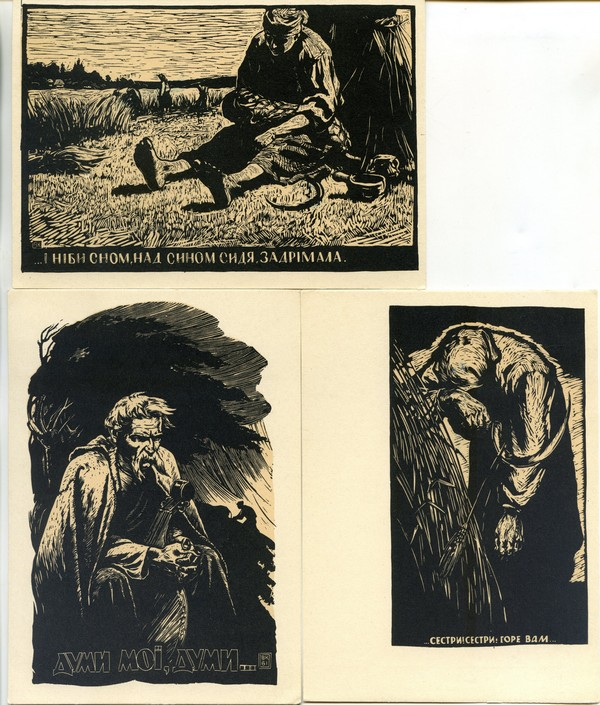 ...І НІБИ СНОМ, НАД СИНОМ СИДЯ, ЗАДРІМАЛА.
ДУМИ МОЇ, ДУМИ...
...СЕСТРИ! СЕСТРИ! ГОРЕ ВАМ...